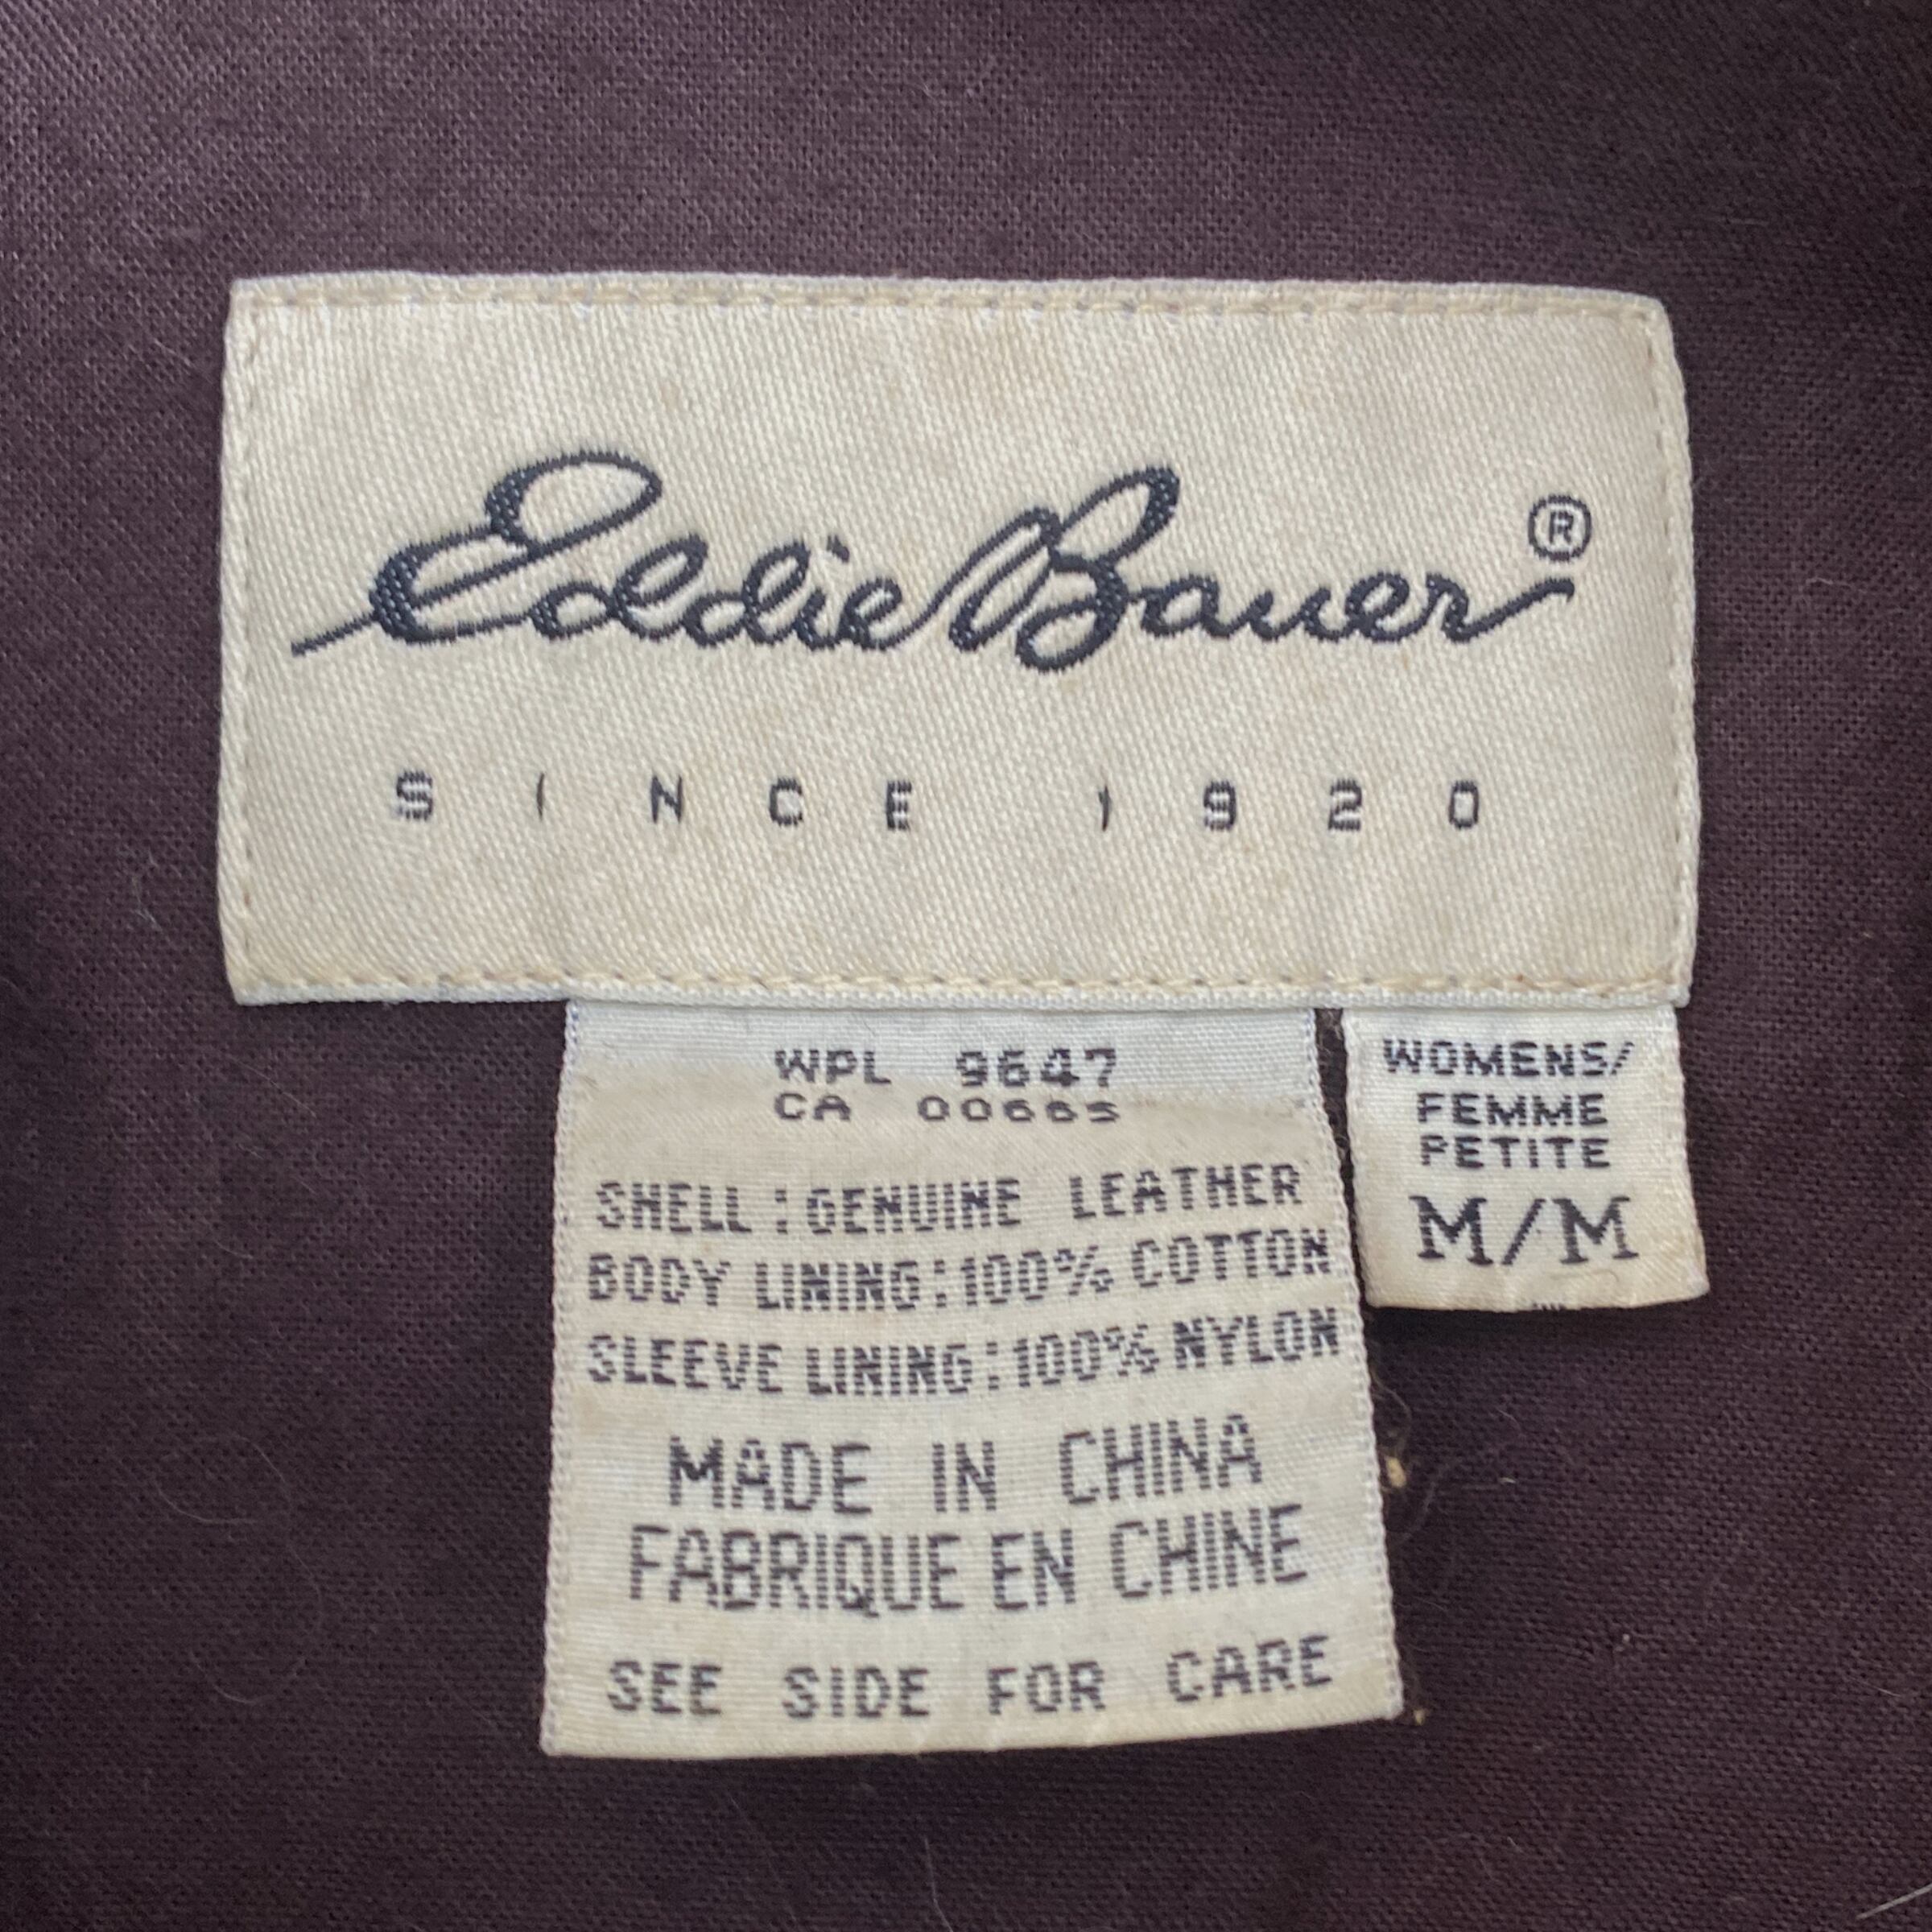 Eddie Bauer ®
SINCE 1920
WPL 9647
CA 00665
SHELL : GENUINE LEATHER
BODY LINING : 100% COTTON
SLEEVE LINING : 100% NYLON
MADE IN CHINA
FABRIQUE EN CHINE
SEE SIDE FOR CARE
WOMENS/
FEMME
PETITE
M/M